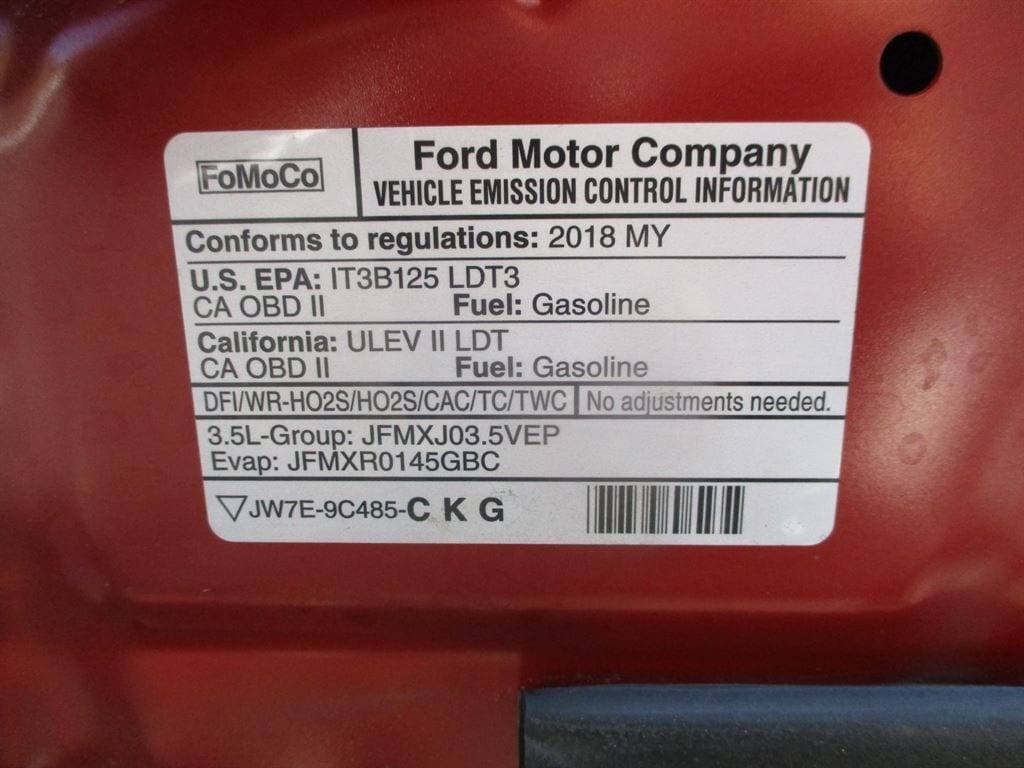 FoMoCo
Ford Motor Company
VEHICLE EMISSION CONTROL INFORMATION
Conforms to regulations: 2018 MY
U.S. EPA: IT3B125 LDT3
CA OBD II Fuel: Gasoline
California: ULEV II LDT
CA OBD II Fuel: Gasoline
DFI/WR-HO2S/HO2S/CAC/TC/TWC No adjustments needed.
3.5L-Group: JFMXJ03.5VEP
Evap: JFMXR0145GBC
JW7E-9C485-C K G